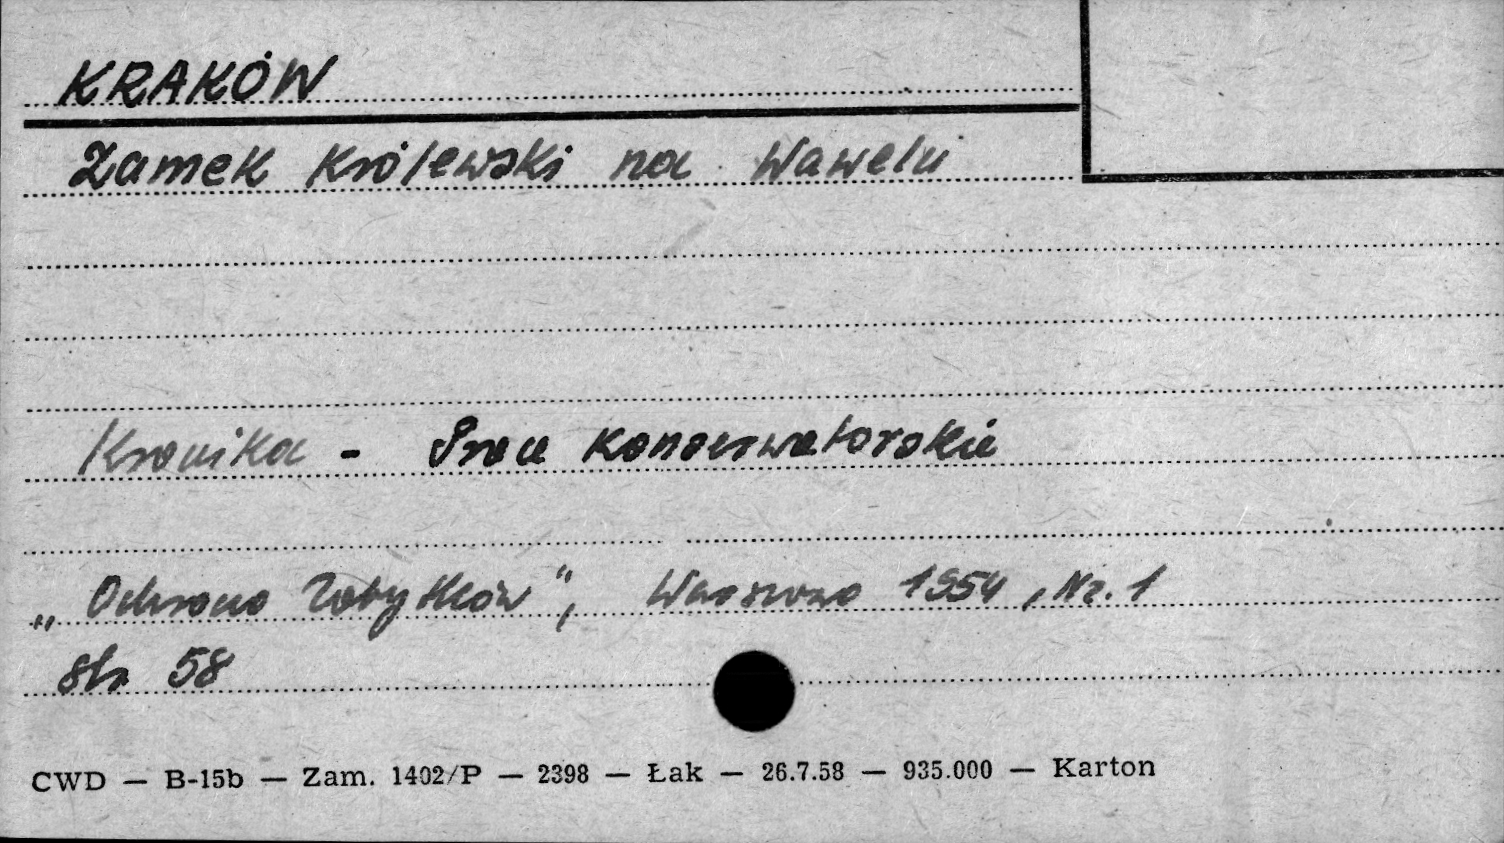 KRAKÓW
Zamek Królewski na Wawelu
Kronika - Prace konserwatorskie
„Ochrona Zabytków”, Warszawa 1954, Nr. 1
str 58
CWD — B-15b — Zam. 1402/P — 2398 — Łak — 26.7.58 — 935.000 — Karton